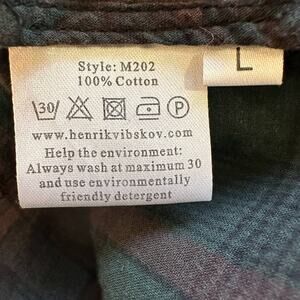 Style: M202
100% Cotton
L
30
P
www.henrikvibskov.com
Help the environment:
Always wash at maximum 30
and use environmentally
friendly detergent